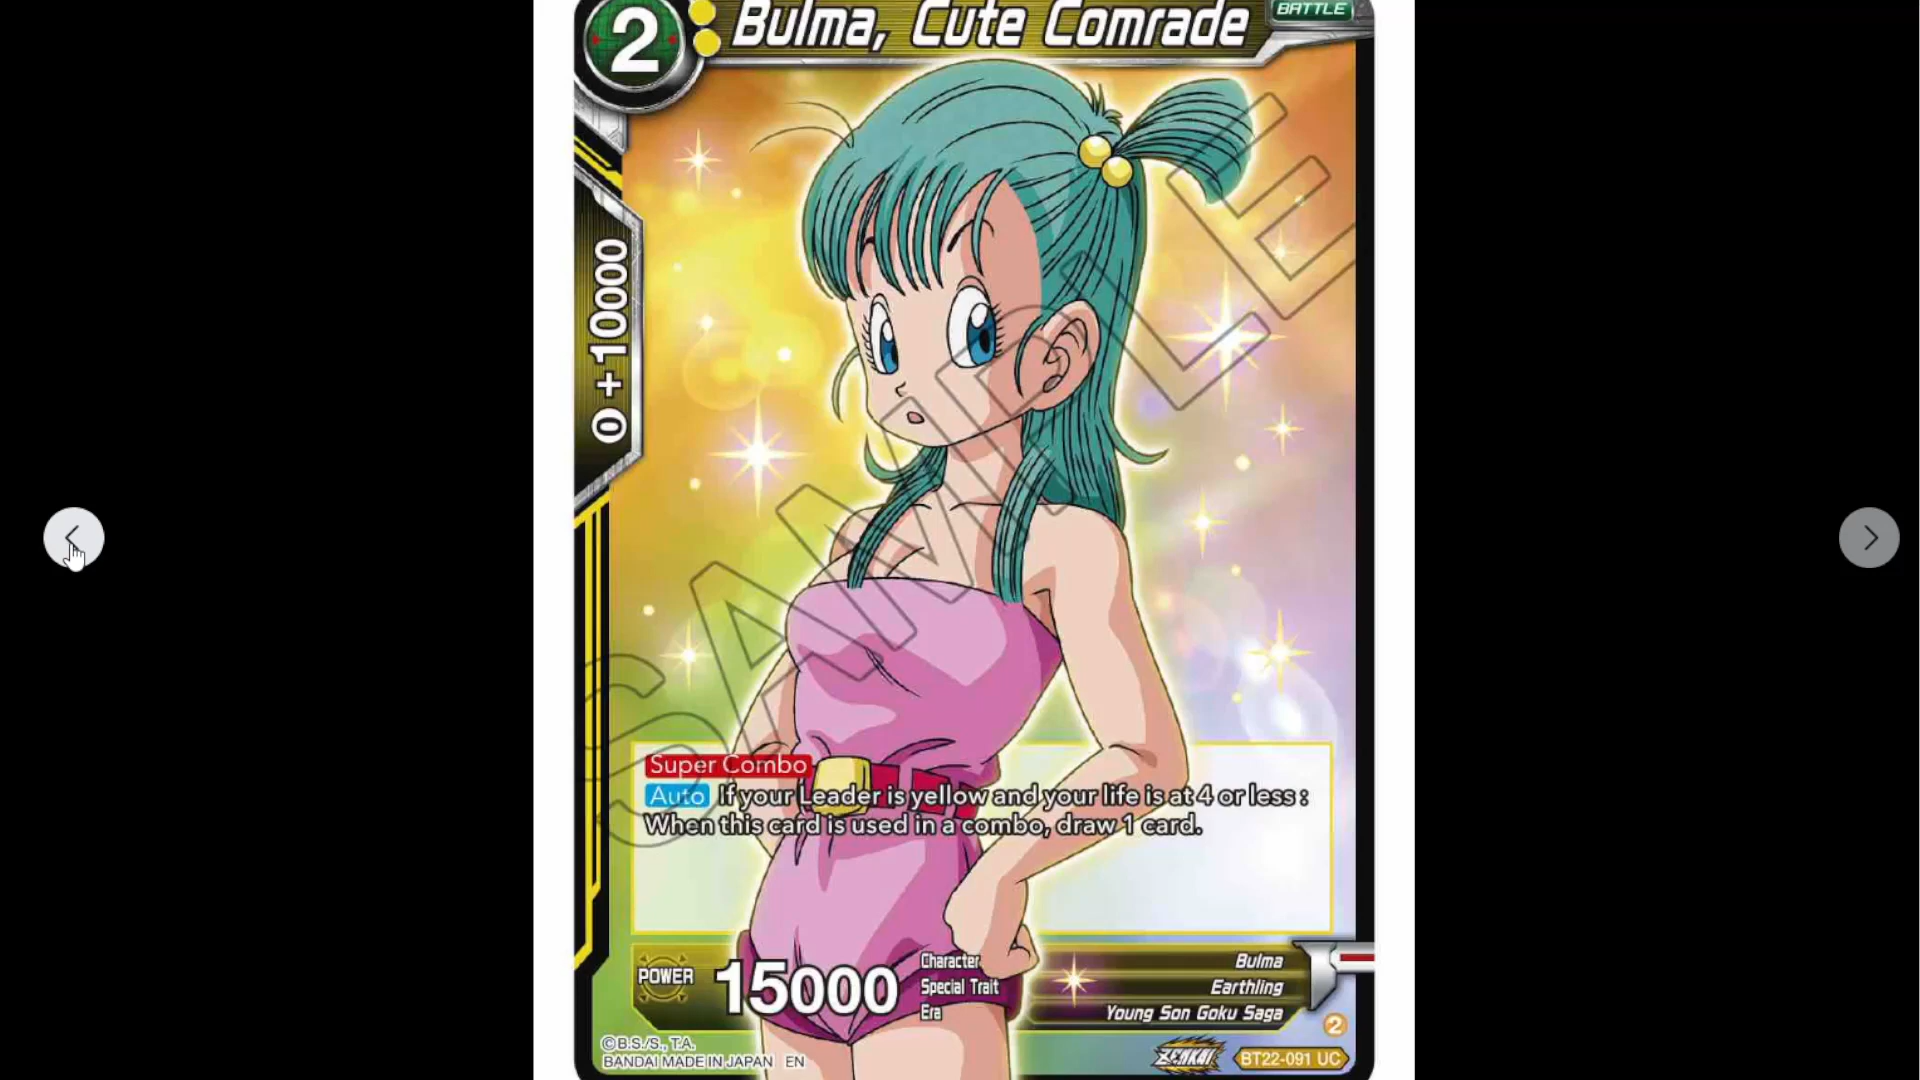 2
Bulma, Cute Comrade
BATTLE
0 + 10000
SAMPLE
Super Combo
Auto If your Leader is yellow and your life is at 4 or less :
When this card is used in a combo, draw 1 card.
POWER 15000
Character Bulma
Special Trait Earthling
Era Young Son Goku Saga
2
©B.S./S., T.A.
BANDAI MADE IN JAPAN EN
ZENKAI
BT22-091 UC